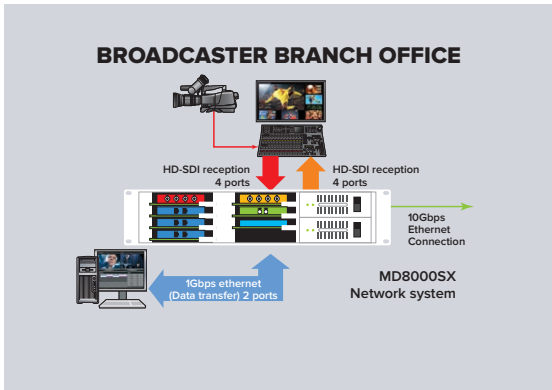 BROADCASTER BRANCH OFFICE
HD-SDI reception
4 ports
HD-SDI reception
4 ports
10Gbps
Ethernet
Connection
1Gbps ethernet
(Data transfer) 2 ports
MD8000SX
Network system